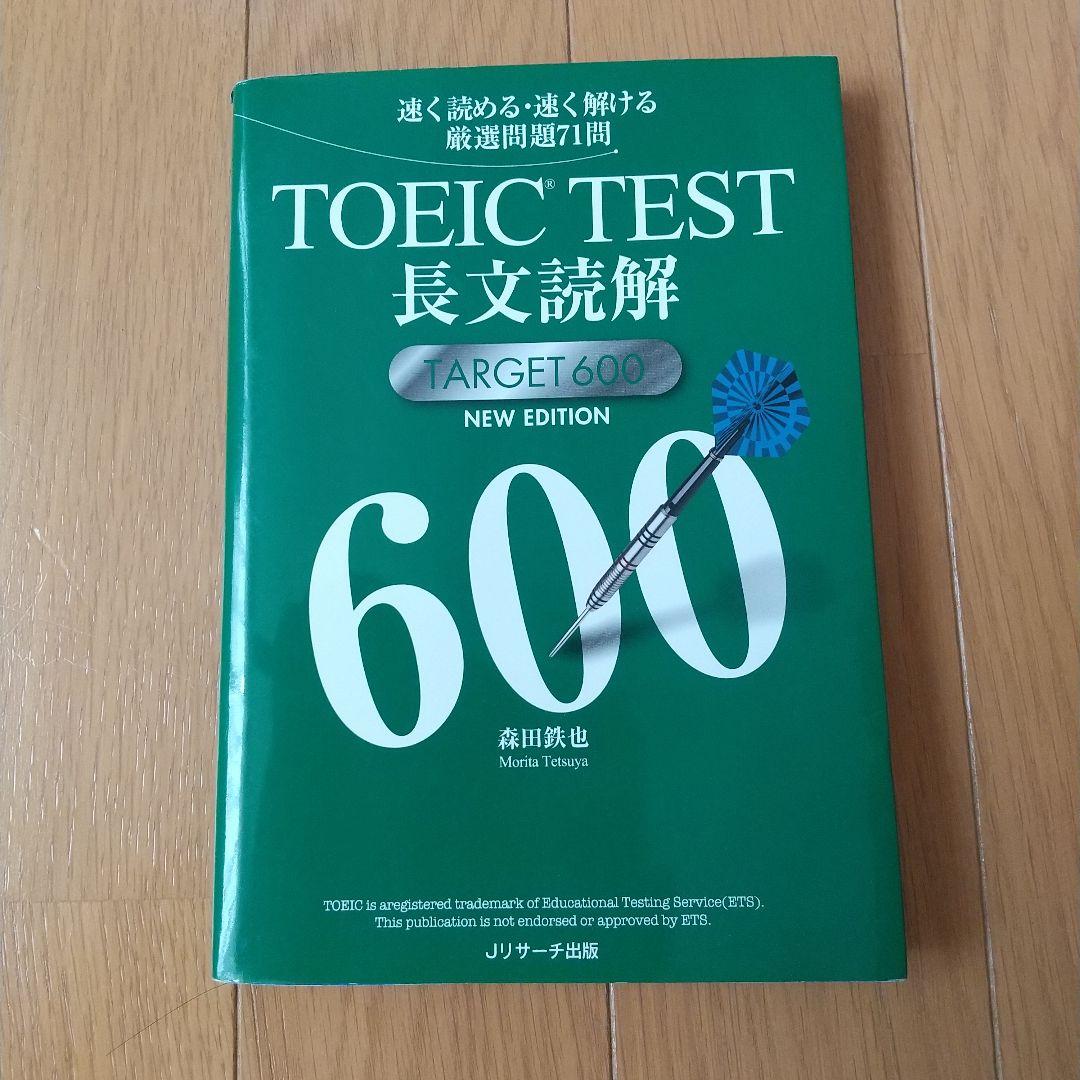 速く読める・速く解ける
厳選問題71問
TOEIC® TEST
長文読解
TARGET 600
NEW EDITION
600
森田鉄也
Morita Tetsuya
TOEIC is aregistered trademark of Educational Testing Service(ETS).
This publication is not endorsed or approved by ETS.
Jリサーチ出版